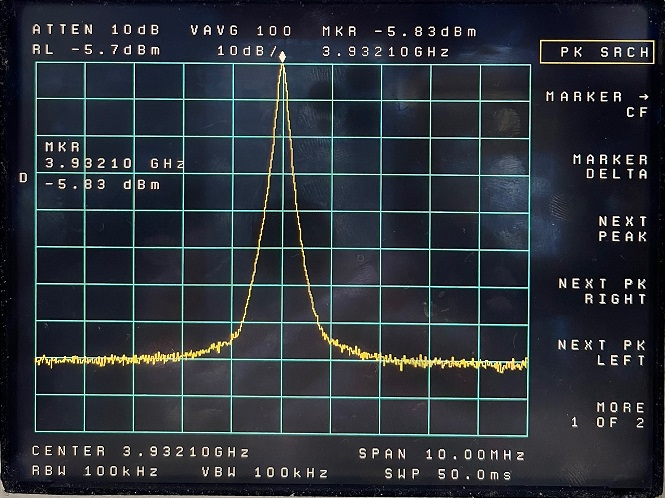 ATTEN 10dB VAVG 100 MKR -5.83dBm
RL -5.7dBm 10dB/ 3.93210GHz
PK SRCH
MARKER →
CF
MKR
3.93210 GHz
D
-5.83 dBm
MARKER
DELTA
NEXT
PEAK
NEXT PK
RIGHT
NEXT PK
LEFT
MORE
1 OF 2
CENTER 3.93210GHz SPAN 10.00MHz
RBW 100kHz VBW 100kHz SWP 50.0ms